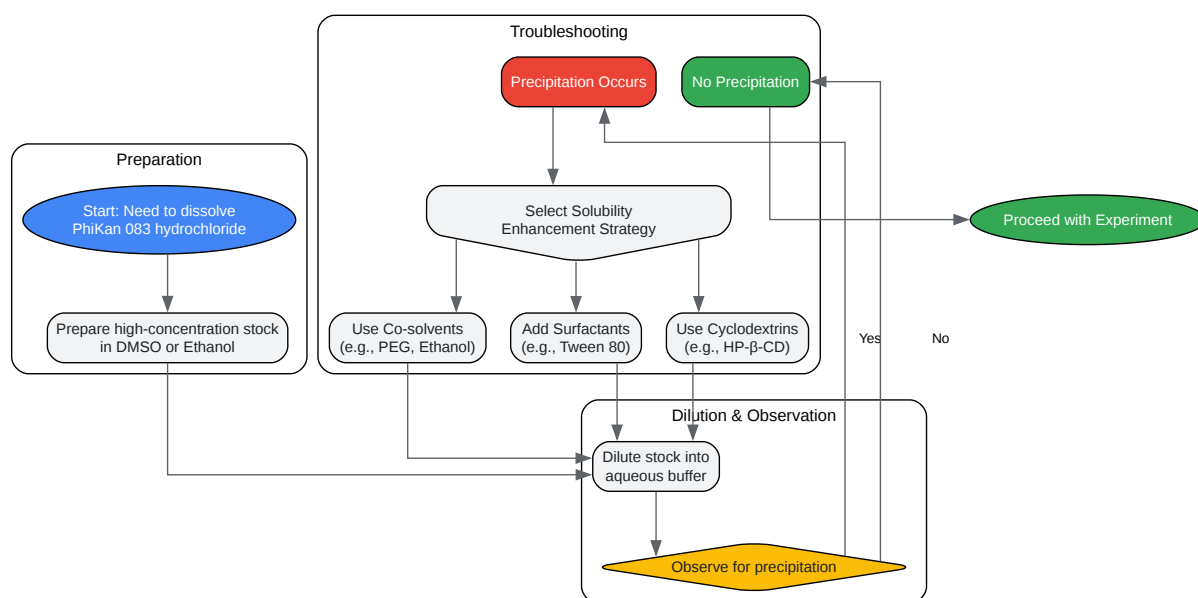 Troubleshooting
Precipitation Occurs
No Precipitation
Preparation
Start: Need to dissolve
PhiKan 083 hydrochloride
Select Solubility
Enhancement Strategy
Proceed with Experiment
Prepare high-concentration stock
in DMSO or Ethanol
Use Co-solvents
(e.g., PEG, Ethanol)
Add Surfactants
(e.g., Tween 80)
Use Cyclodextrins
(e.g., HP-β-CD)
Yes
No
Dilution & Observation
Dilute stock into
aqueous buffer
Observe for precipitation